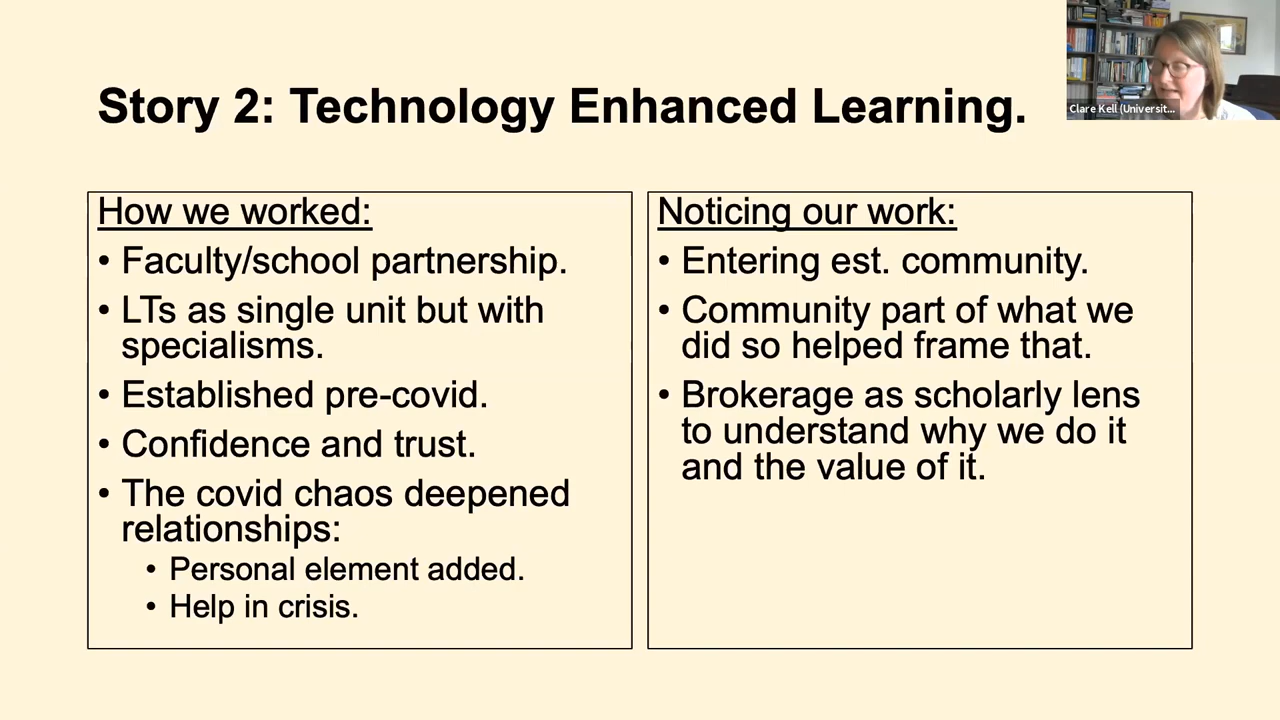 Story 2: Technology Enhanced Learning.
Clare Kell (Universit...
How we worked:
• Faculty/school partnership.
• LTs as single unit but with
specialisms.
• Established pre-covid.
• Confidence and trust.
• The covid chaos deepened
relationships:
• Personal element added.
• Help in crisis.
Noticing our work:
• Entering est. community.
• Community part of what we
did so helped frame that.
• Brokerage as scholarly lens
to understand why we do it
and the value of it.